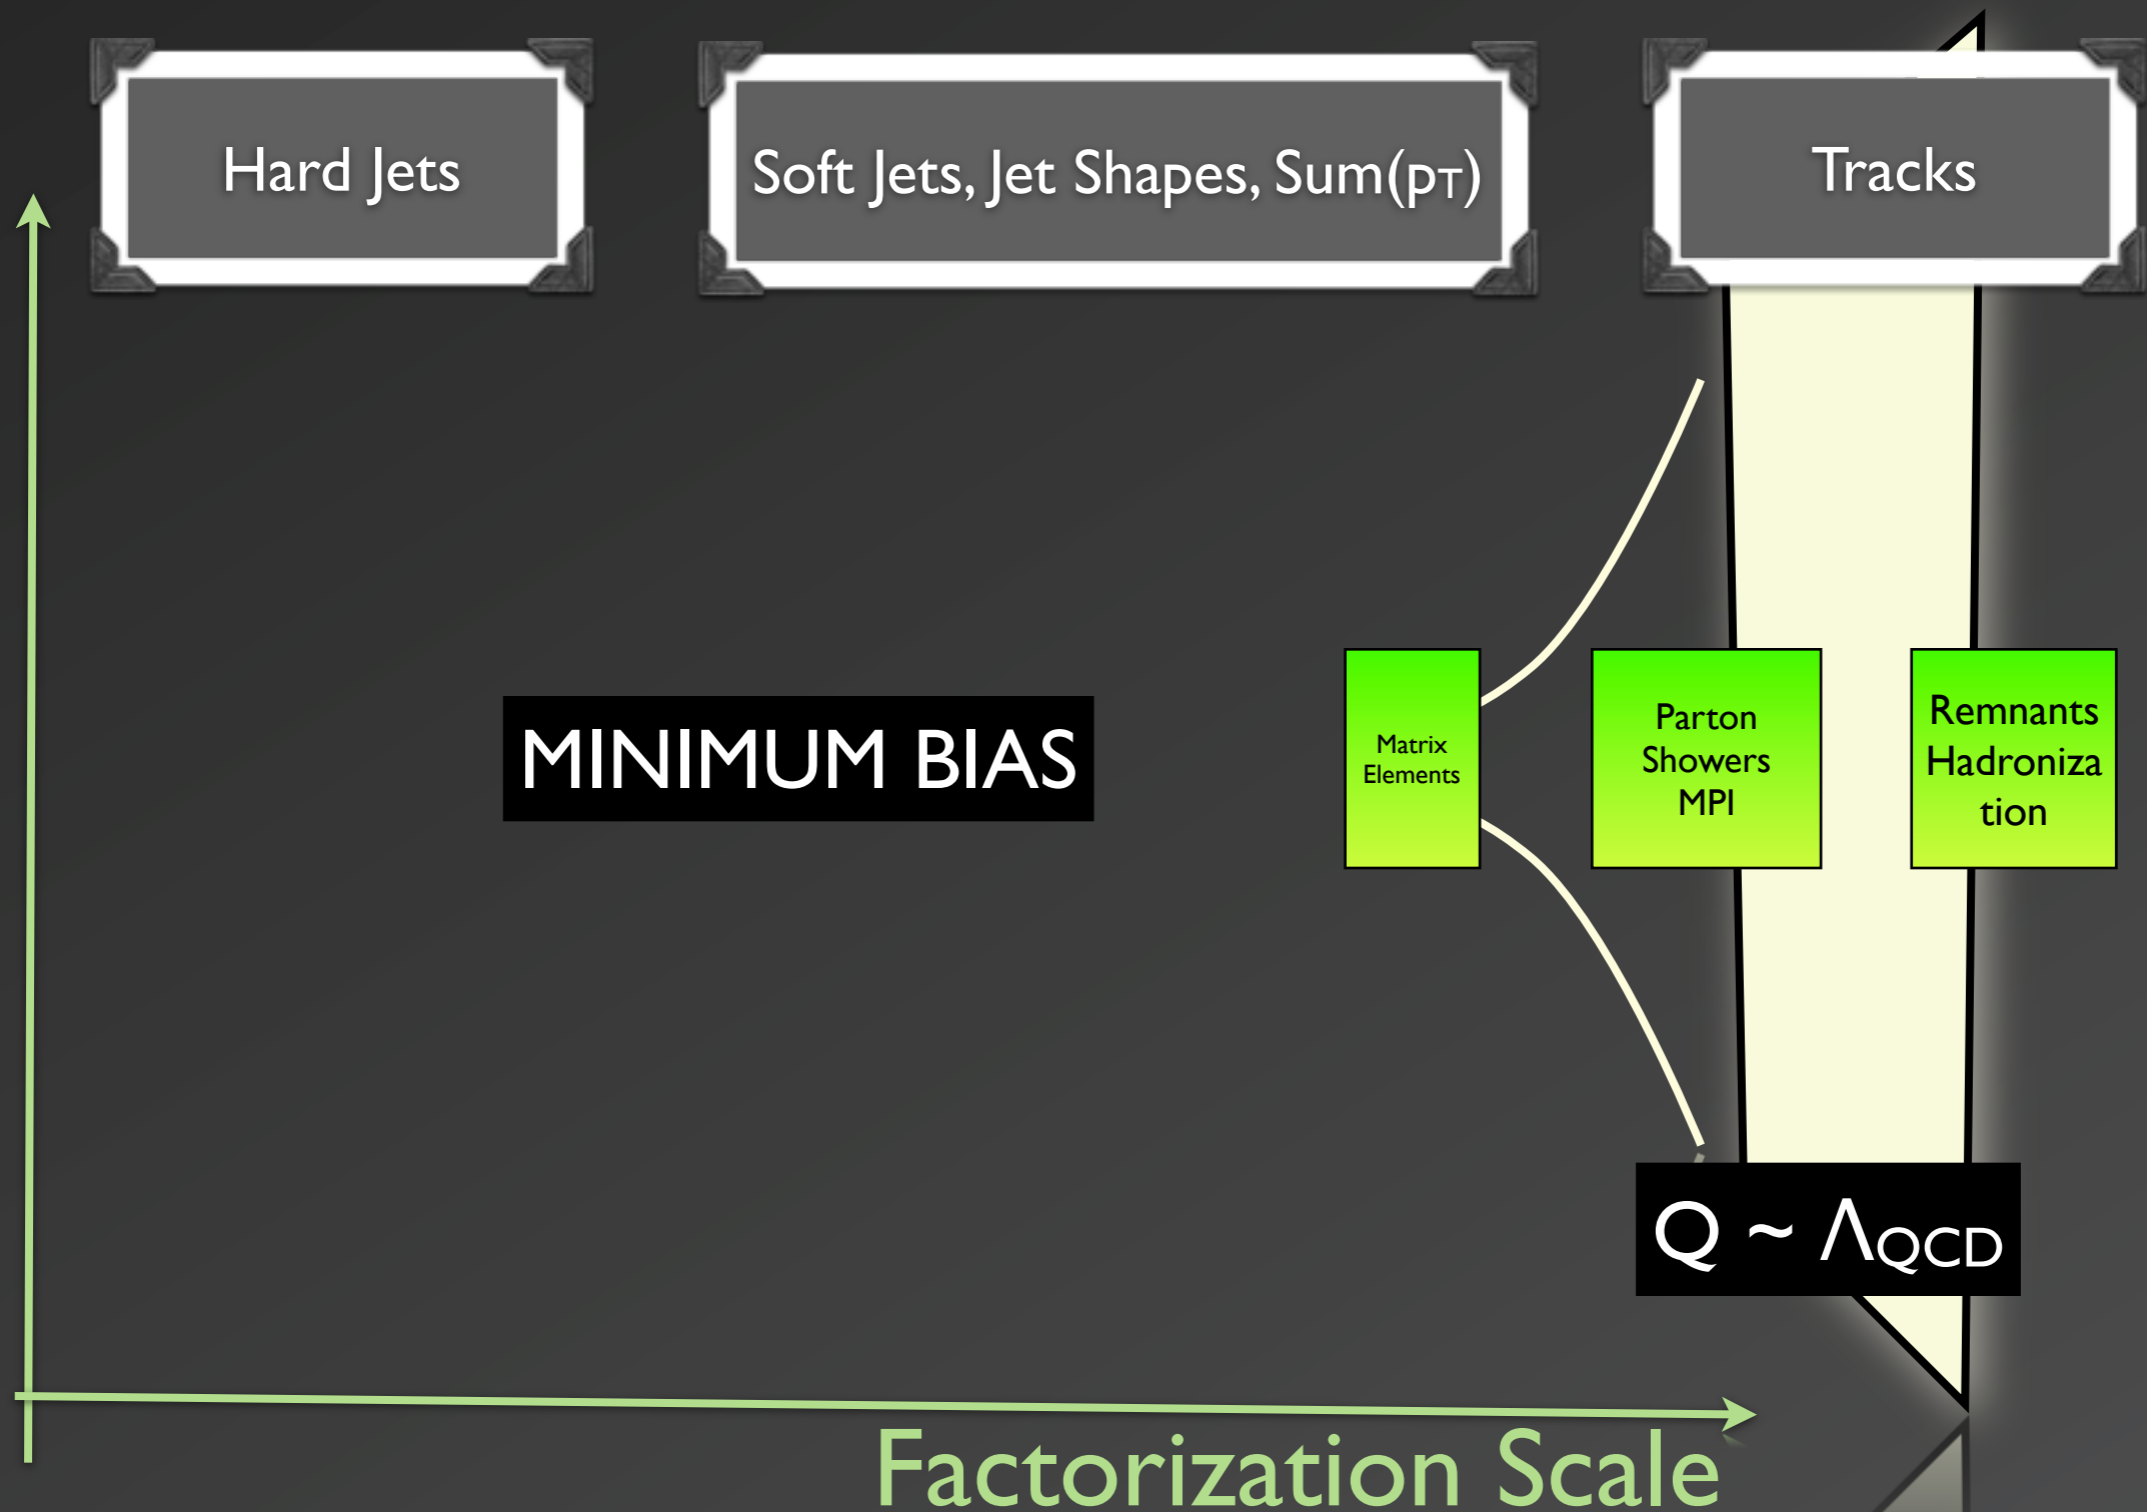 Hard Jets
Soft Jets, Jet Shapes, Sum(pT)
Tracks
MINIMUM BIAS
Matrix
Elements
Parton
Showers
MPI
Remnants
Hadroniza
tion
Q ~ ΛQCD
Factorization Scale